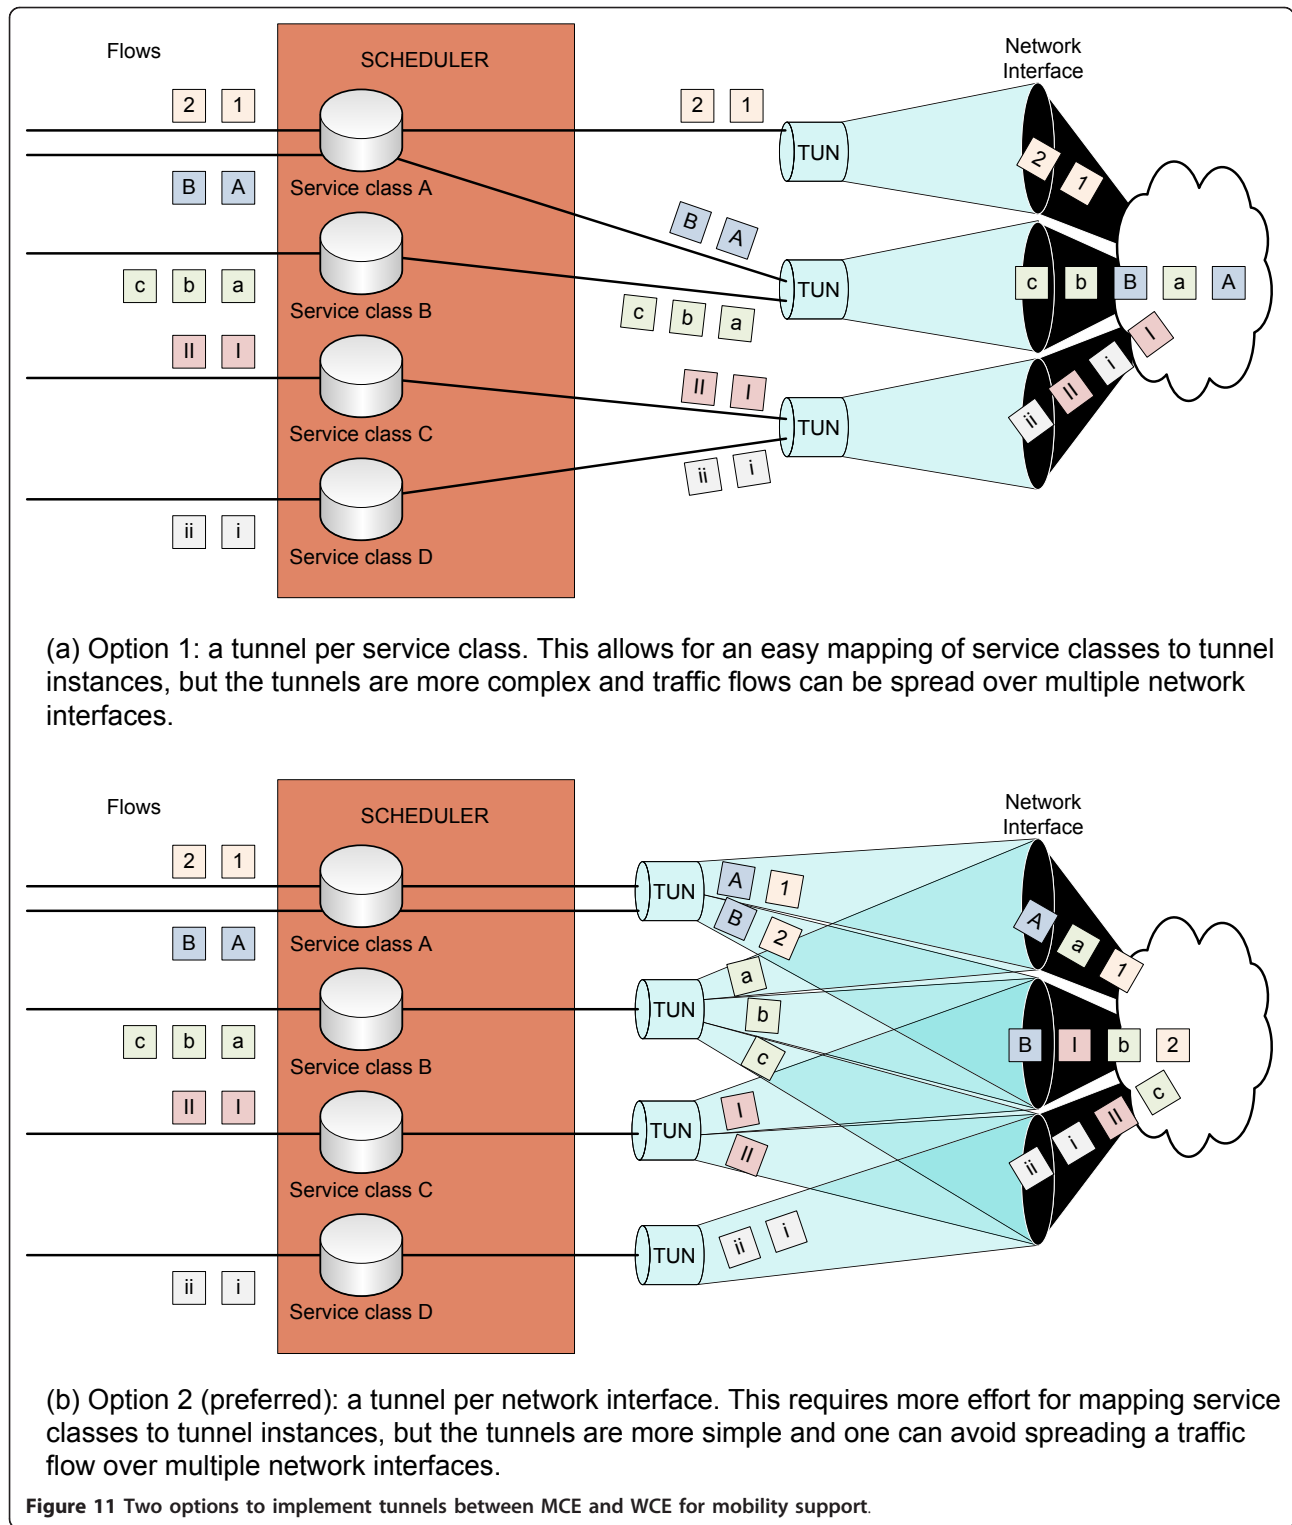 Flows
SCHEDULER
Network
Interface
2 1
2 1
TUN
2 1
Service class A
B A
B A
c b a
Service class B
c b a
TUN
c b B a A
II I
Service class C
II I
TUN
ii II i I
ii i
ii i
Service class D
(a) Option 1: a tunnel per service class. This allows for an easy mapping of service classes to tunnel
instances, but the tunnels are more complex and traffic flows can be spread over multiple network
interfaces.
Flows
SCHEDULER
Network
Interface
2 1
TUN
A 1
B 2
A a 1
B A
Service class A
c b a
TUN
a
b
c
B I b 2
Service class B
II I
TUN
I
II
ii i II c
Service class C
ii i
TUN
ii i
Service class D
(b) Option 2 (preferred): a tunnel per network interface. This requires more effort for mapping service
classes to tunnel instances, but the tunnels are more simple and one can avoid spreading a traffic
flow over multiple network interfaces.
Figure 11 Two options to implement tunnels between MCE and WCE for mobility support.